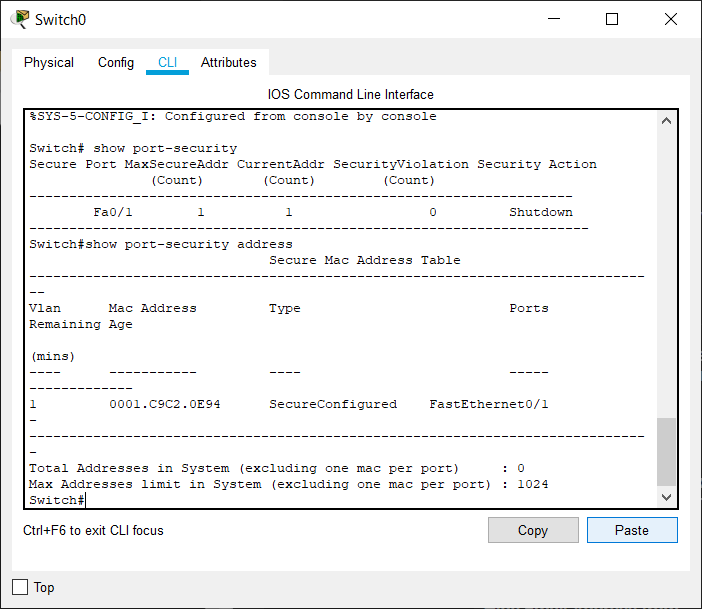 Switch0
Physical Config CLI Attributes
IOS Command Line Interface
%SYS-5-CONFIG_I: Configured from console by console
Switch# show port-security
Secure Port MaxSecureAddr CurrentAddr SecurityViolation Security Action
(Count) (Count) (Count)
--------------------------------------------------------------------
Fa0/1 1 1 0 Shutdown
----------------------------------------------------------------------
Switch#show port-security address
Secure Mac Address Table
-----------------------------------------------------------------------------
--
Vlan Mac Address Type Ports
Remaining Age
(mins)
---- ----------- ---- -----
-------------
1 0001.C9C2.0E94 SecureConfigured FastEthernet0/1
-
-----------------------------------------------------------------------------
-
Total Addresses in System (excluding one mac per port) : 0
Max Addresses limit in System (excluding one mac per port) : 1024
Switch#
Ctrl+F6 to exit CLI focus
Copy
Paste
Top